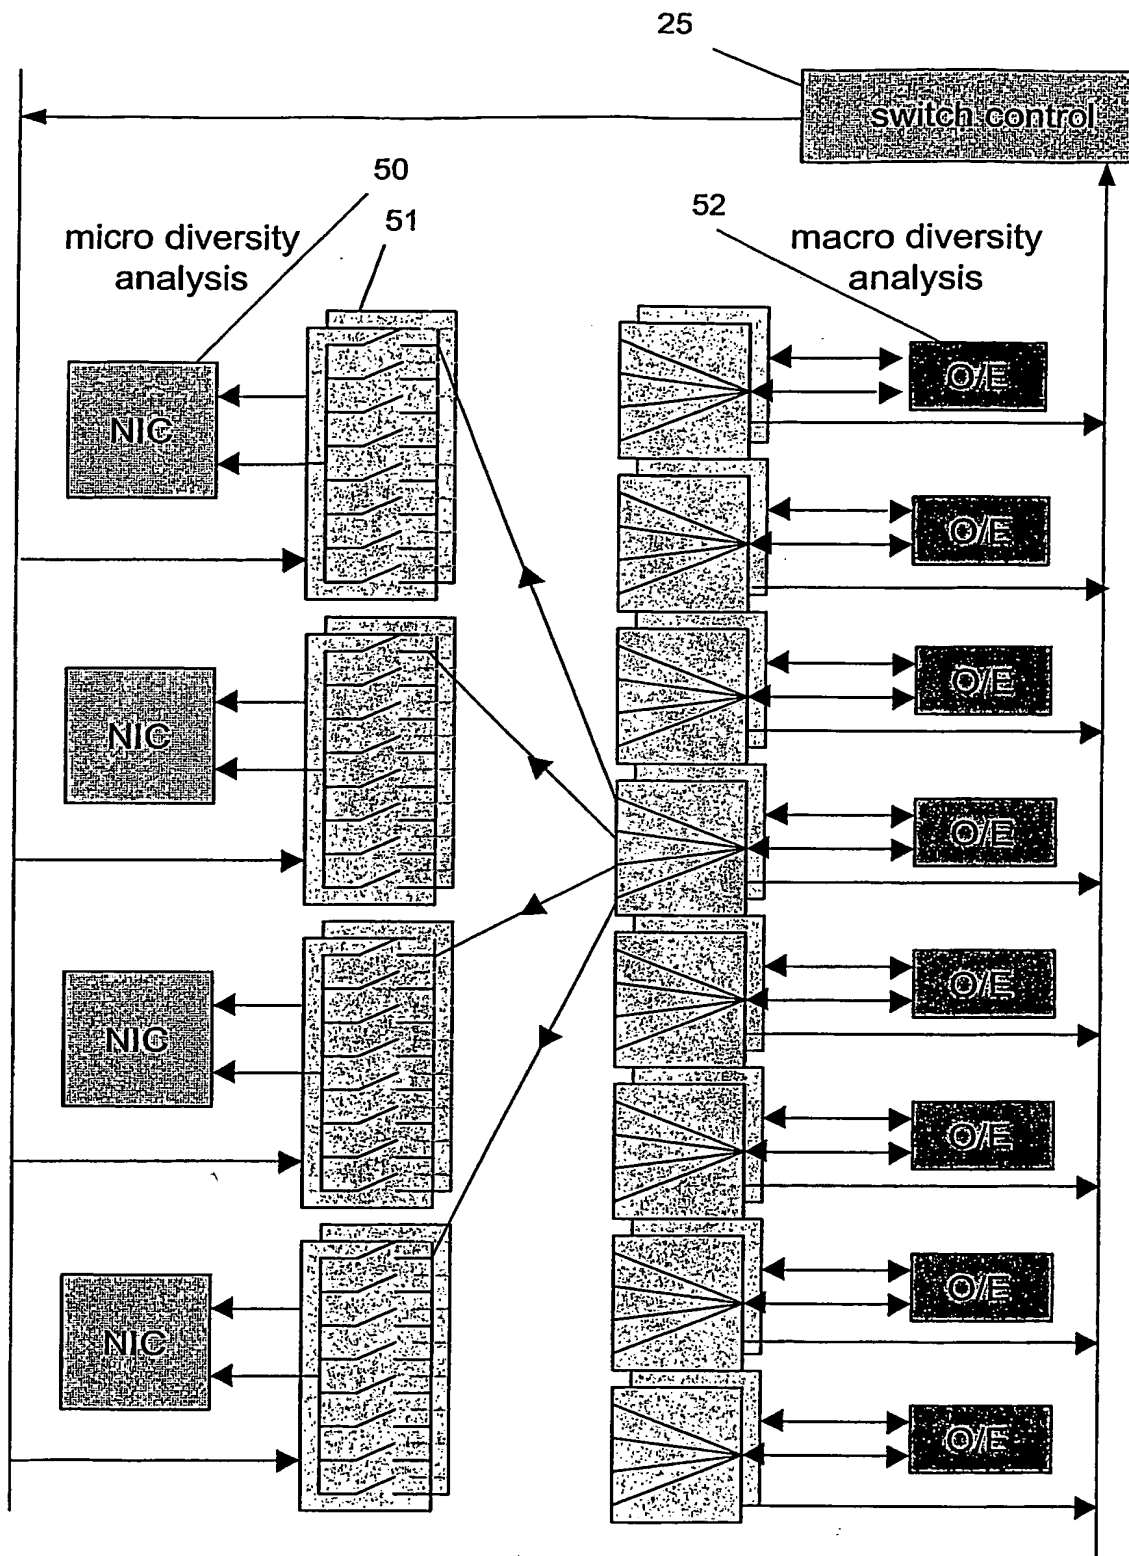 25
switch control
50
51
52
micro diversity
analysis
macro diversity
analysis
NIC
O/E
O/E
NIC
O/E
O/E
NIC
O/E
O/E
NIC
O/E
O/E